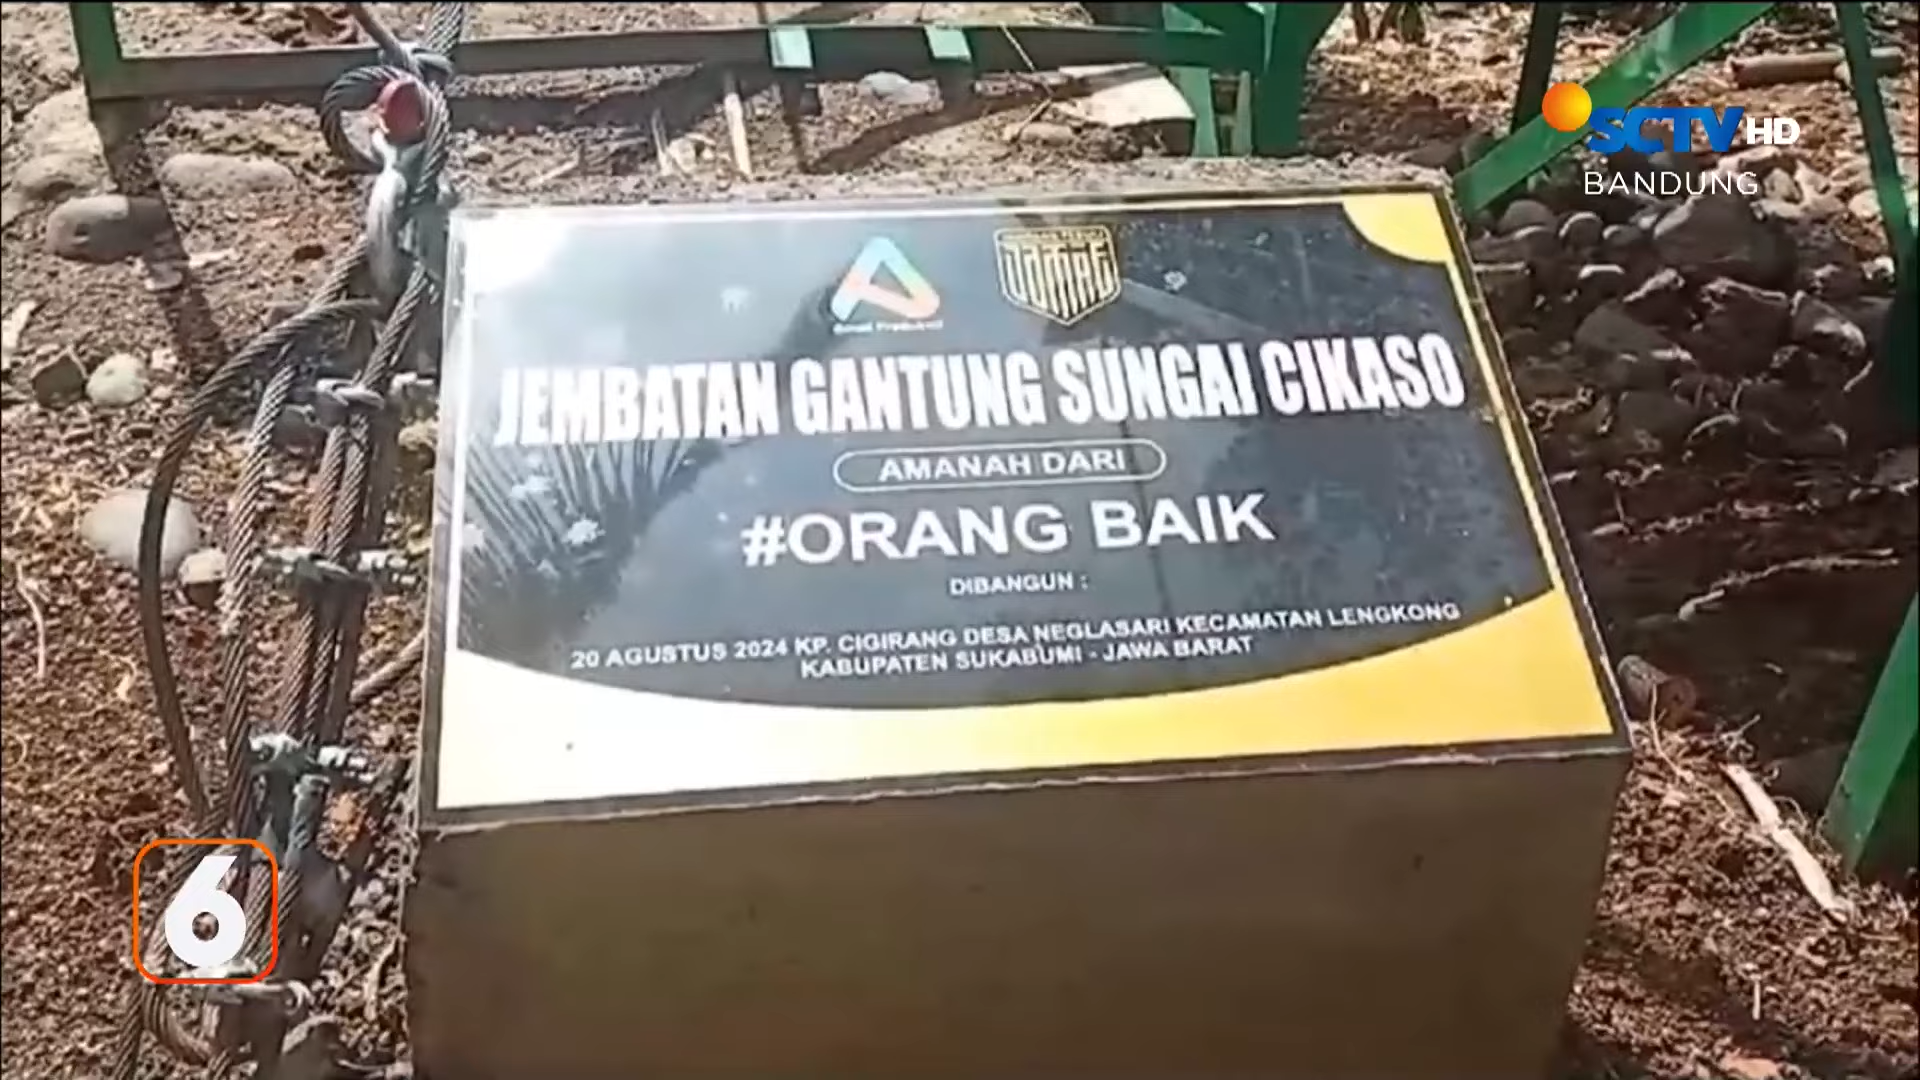 SCTV HD
BANDUNG
JEMBATAN GANTUNG SUNGAI CIKASO
AMANAH DARI
#ORANG BAIK
DIBANGUN :
20 AGUSTUS 2024 KP. CIGIRANG DESA NEGLASARI KECAMATAN LENGKONG
KABUPATEN SUKABUMI - JAWA BARAT
6